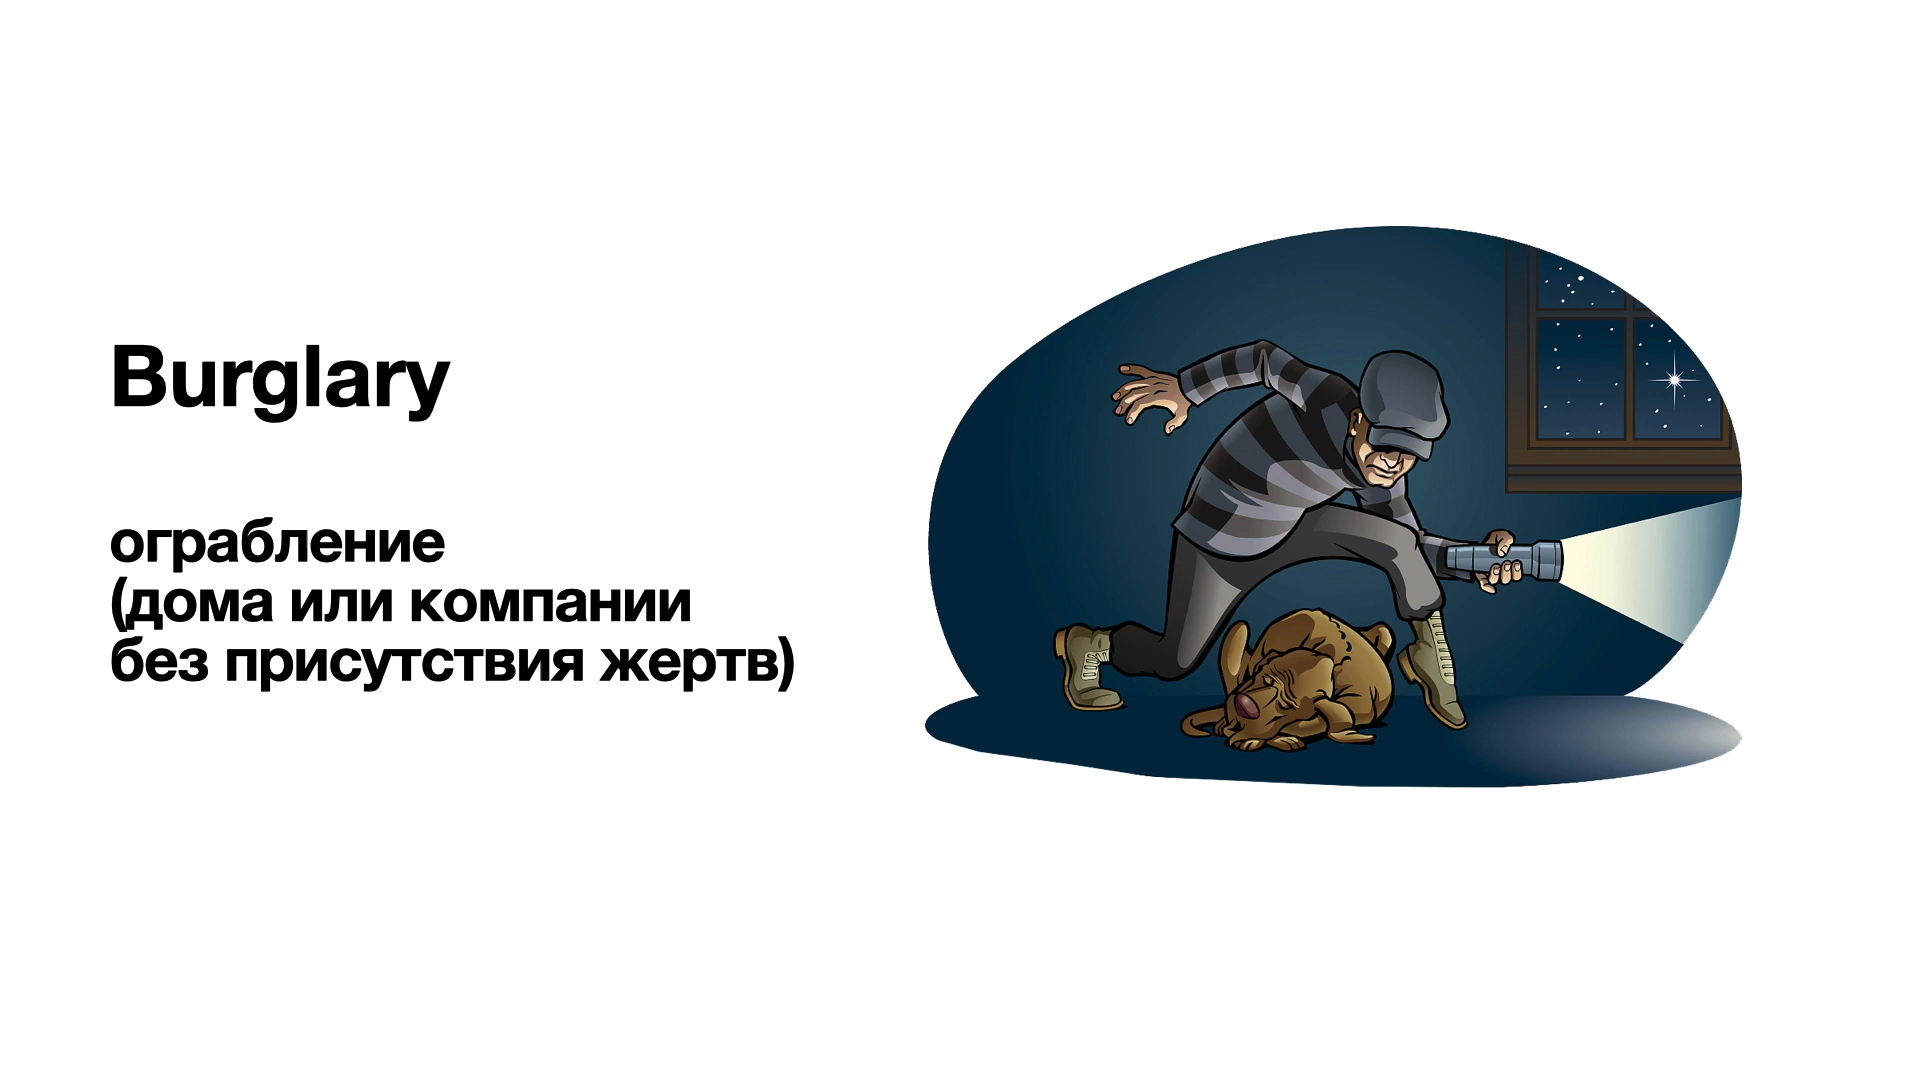 Burglary
ограбление
(дома или компании
без присутствия жертв)